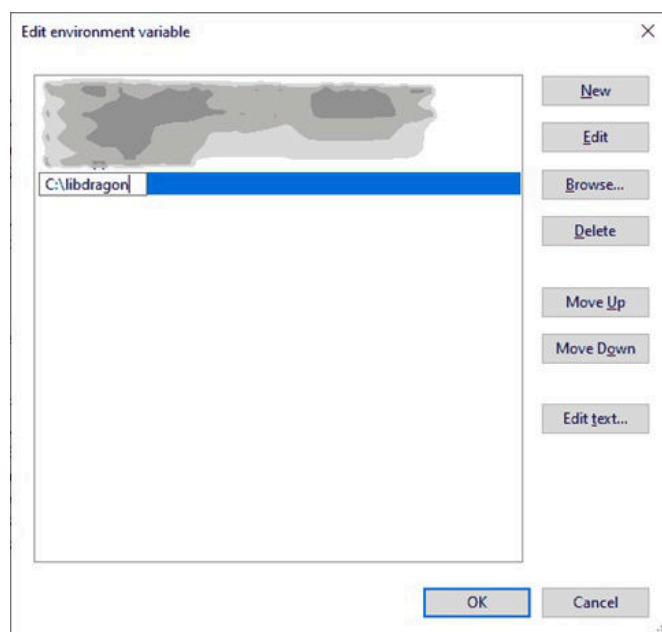 Edit environment variable
New
Edit
C:\libdragon
Browse...
Delete
Move Up
Move Down
Edit text...
OK
Cancel